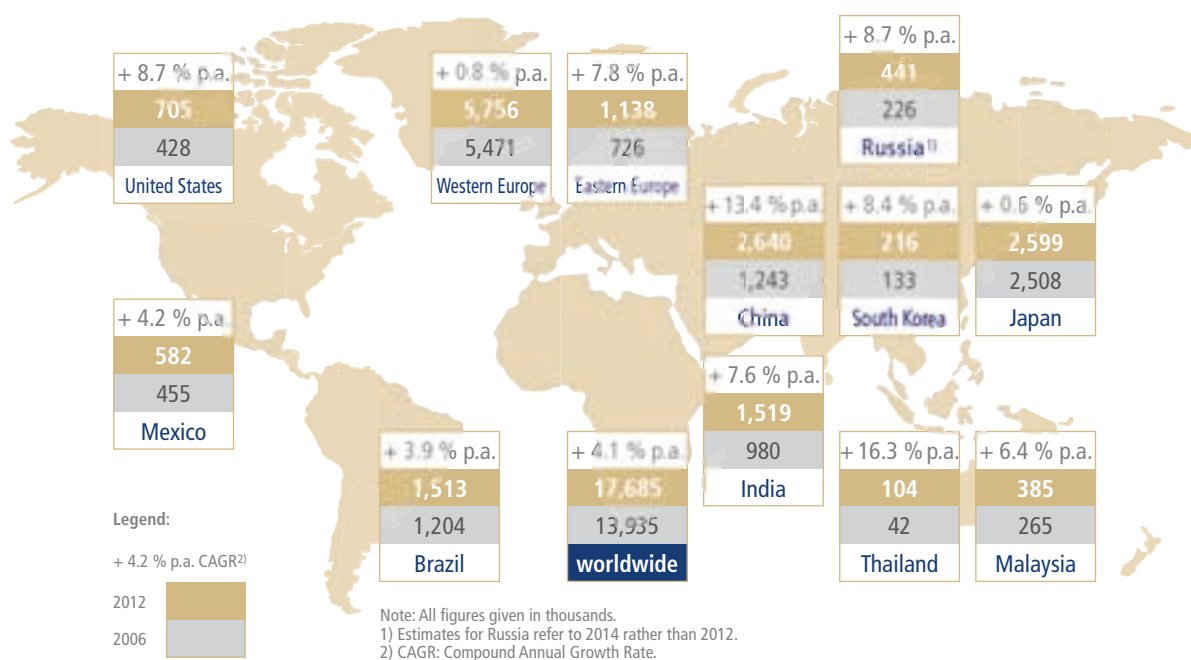 + 8.7 % p.a.
441
226
Russia¹⁾
+ 8.7 % p.a.
705
428
United States
+ 0.8 % p.a.
5,756
5,471
Western Europe
+ 7.8 % p.a.
1,138
726
Eastern Europe
+ 13.4 % p.a.
2,640
1,243
China
+ 8.4 % p.a.
216
133
South Korea
+ 0.6 % p.a.
2,599
2,508
Japan
+ 4.2 % p.a.
582
455
Mexico
+ 7.6 % p.a.
1,519
980
India
+ 3.9 % p.a.
1,513
1,204
Brazil
+ 4.1 % p.a.
17,685
13,935
worldwide
+ 16.3 % p.a.
104
42
Thailand
+ 6.4 % p.a.
385
265
Malaysia
Legend:
+ 4.2 % p.a. CAGR²⁾
2012
2006
Note: All figures given in thousands.
1) Estimates for Russia refer to 2014 rather than 2012.
2) CAGR: Compound Annual Growth Rate.